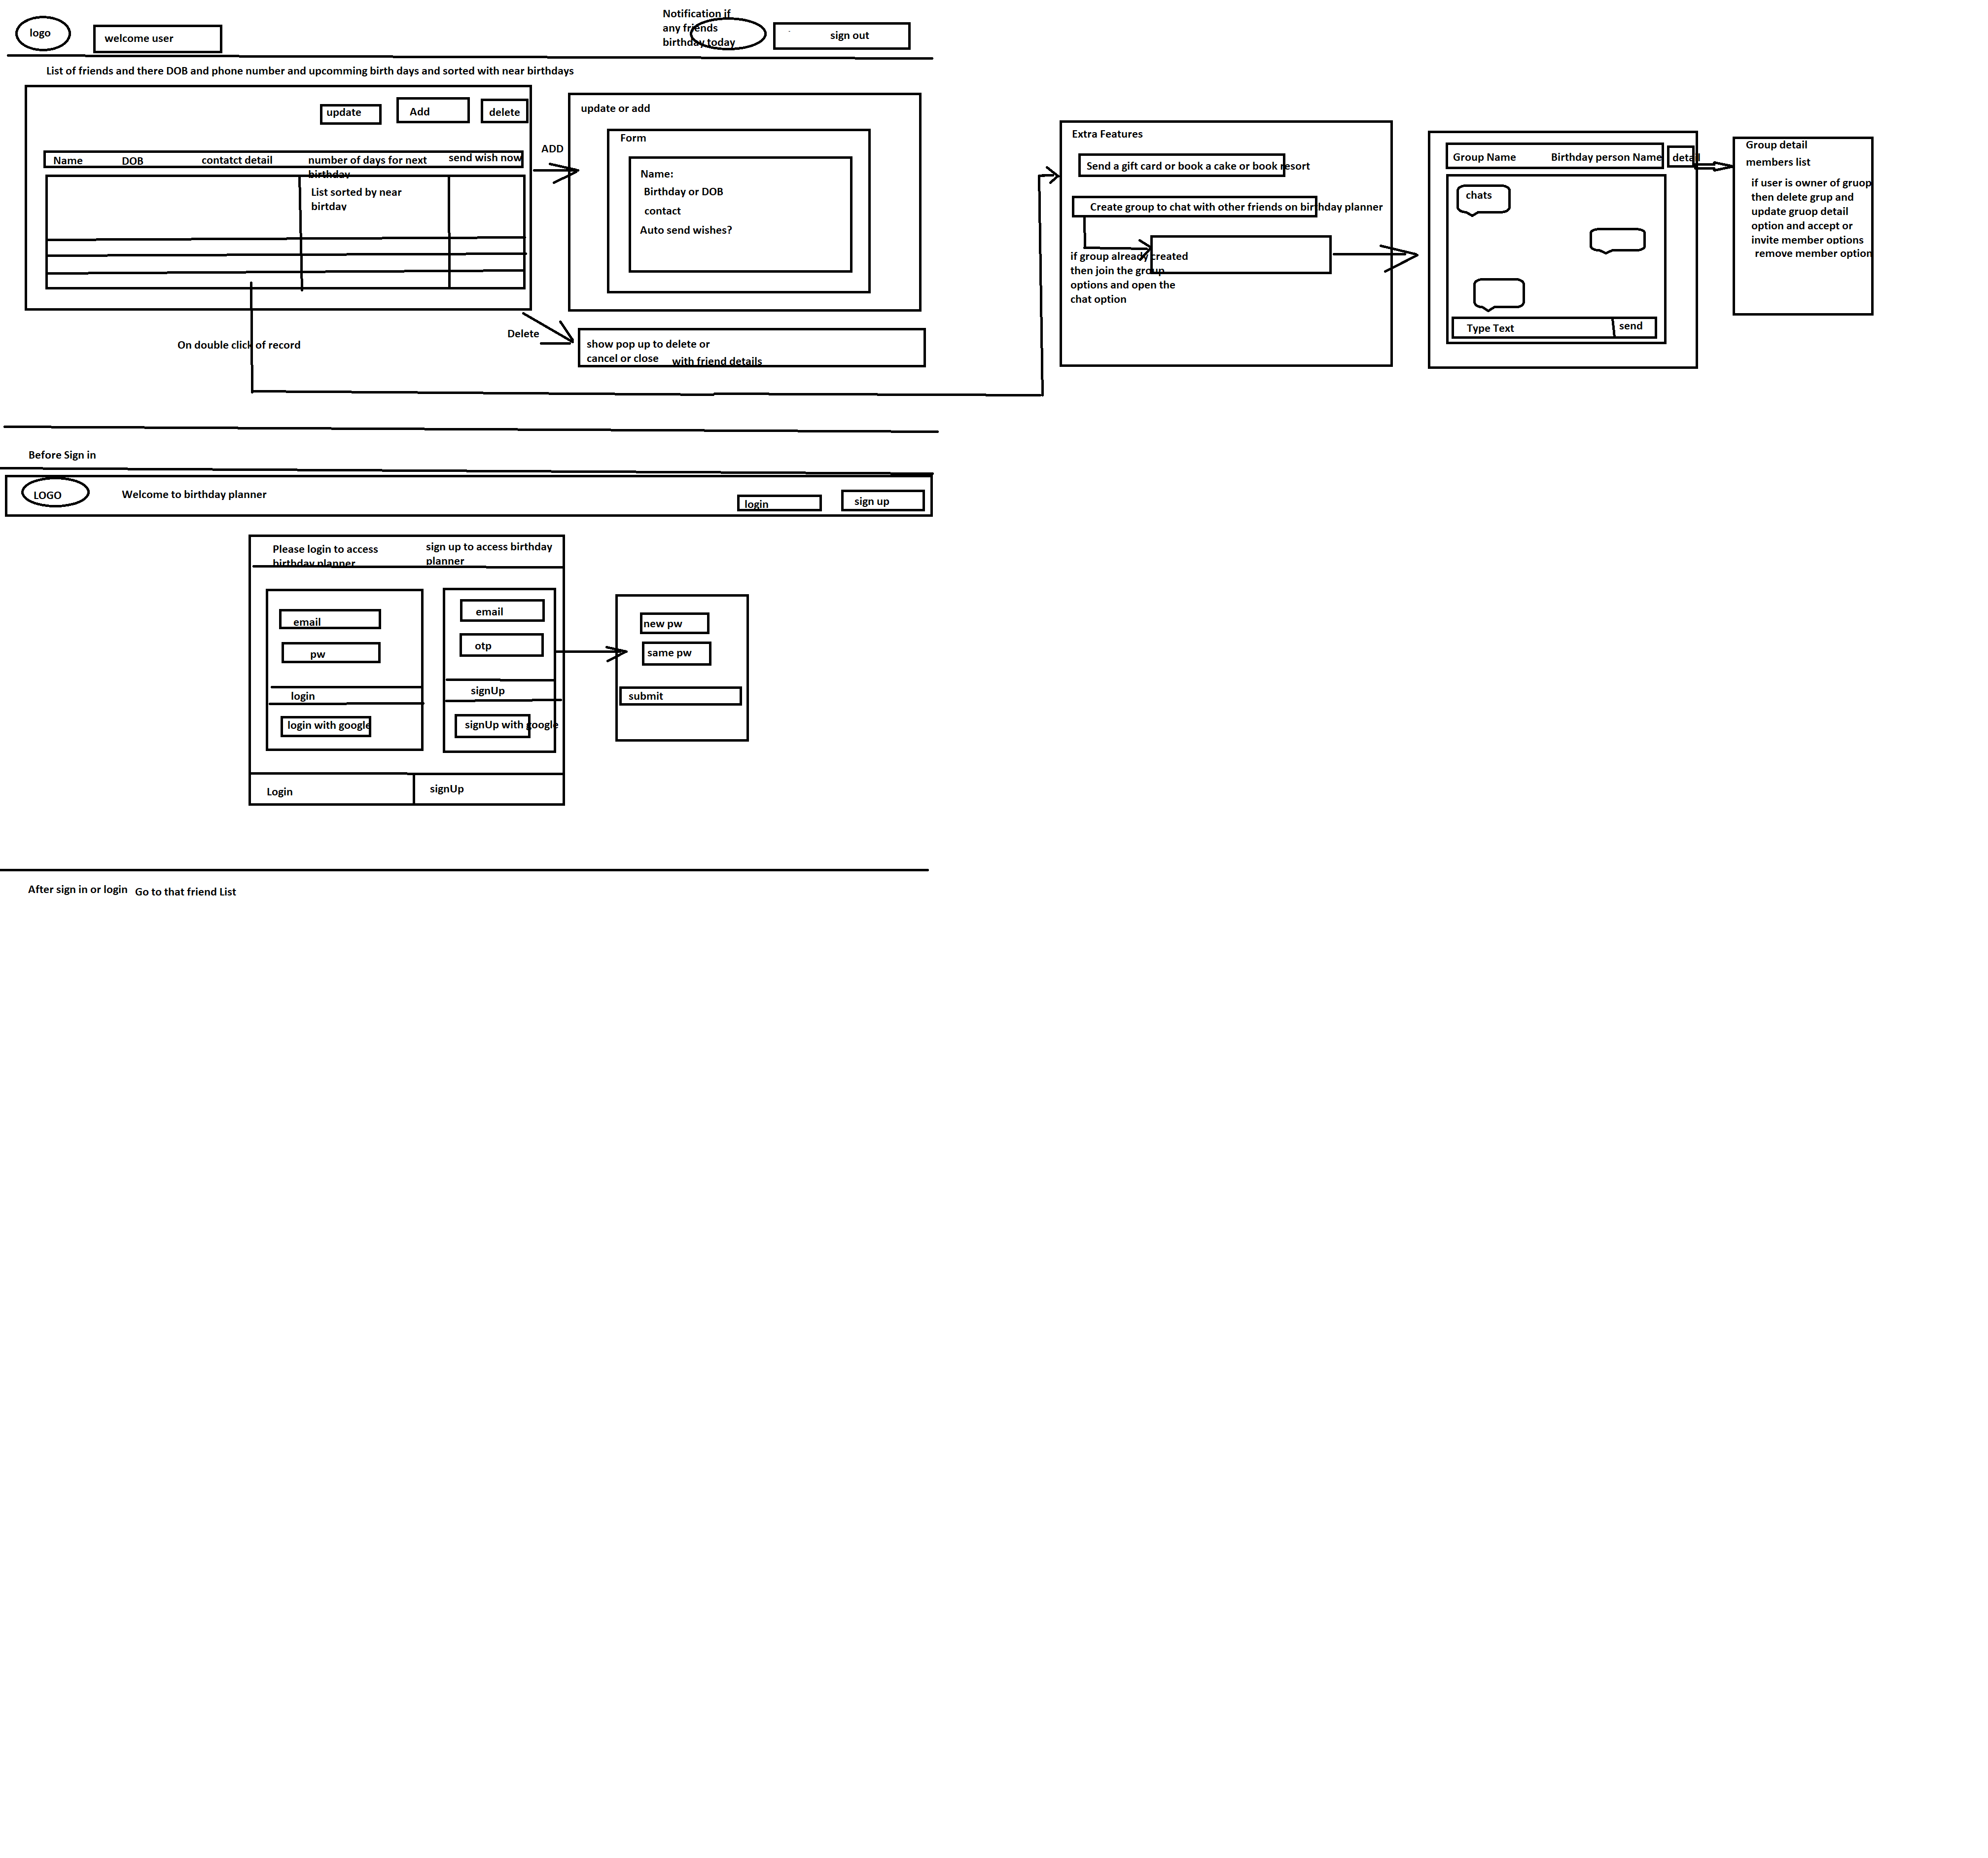 logo
welcome user
Notification if
any friends
birthday today
sign out
List of friends and there DOB and phone number and upcomming birth days and sorted with near birthdays
update
Add
delete
Name
DOB
contatct detail
number of days for next
birthday
send wish now
List sorted by near
birtday
On double click of record
ADD
update or add
Form
Name:
Birthday or DOB
contact
Auto send wishes?
Delete
show pop up to delete or
cancel or close
with friend details
Extra Features
Send a gift card or book a cake or book resort
Create group to chat with other friends on birthday planner
if group already created
then join the group
options and open the
chat option
Group Name
Birthday person Name
detail
chats
Type Text
send
Group detail
members list
if user is owner of gruop
then delete grup and
update gruop detail
option and accept or
invite member options
remove member option
Before Sign in
LOGO
Welcome to birthday planner
login
sign up
Please login to access
birthday planner
sign up to access birthday
planner
email
pw
login
login with google
email
otp
signUp
signUp with google
new pw
same pw
submit
Login
signUp
After sign in or login
Go to that friend List